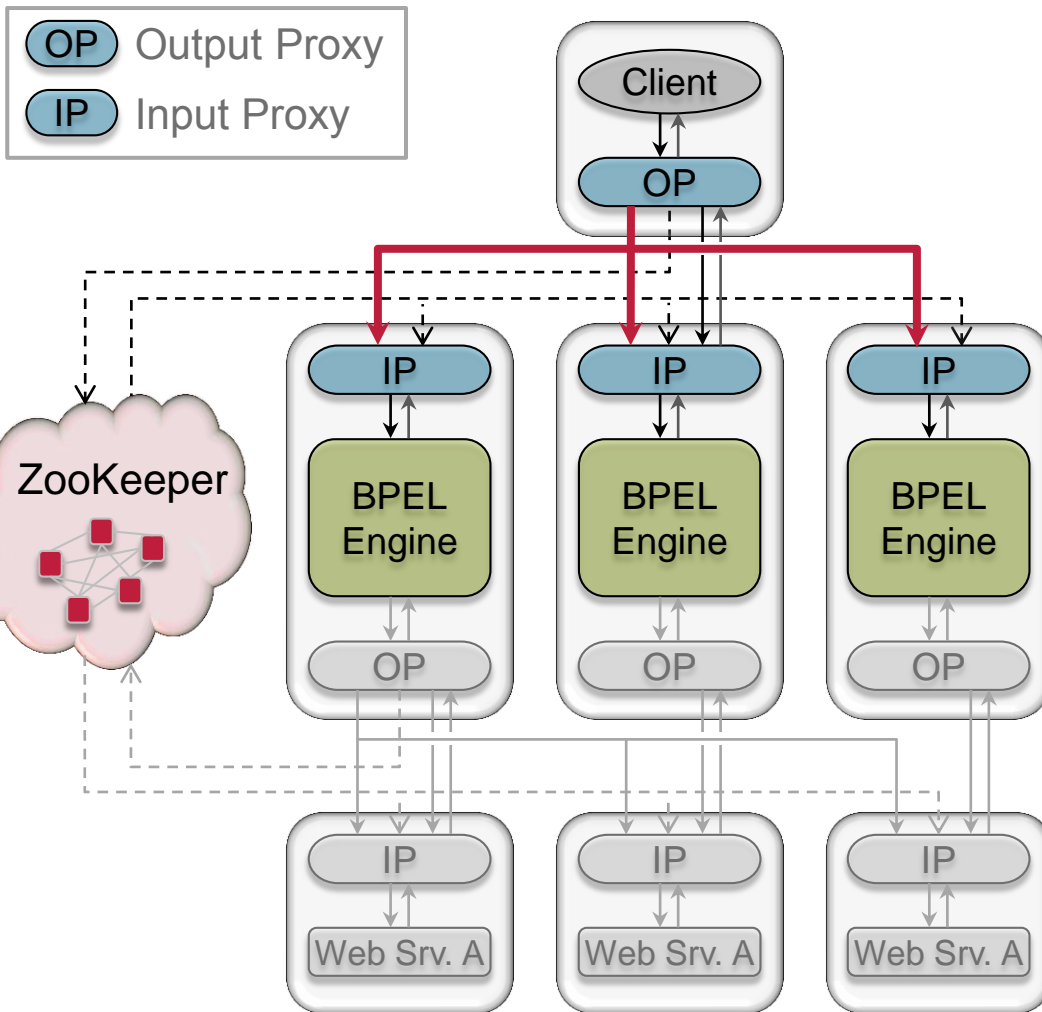 OP Output Proxy
IP Input Proxy
Client
OP
IP
IP
IP
ZooKeeper
BPEL
Engine
BPEL
Engine
BPEL
Engine
OP
OP
OP
IP
IP
IP
Web Srv. A
Web Srv. A
Web Srv. A